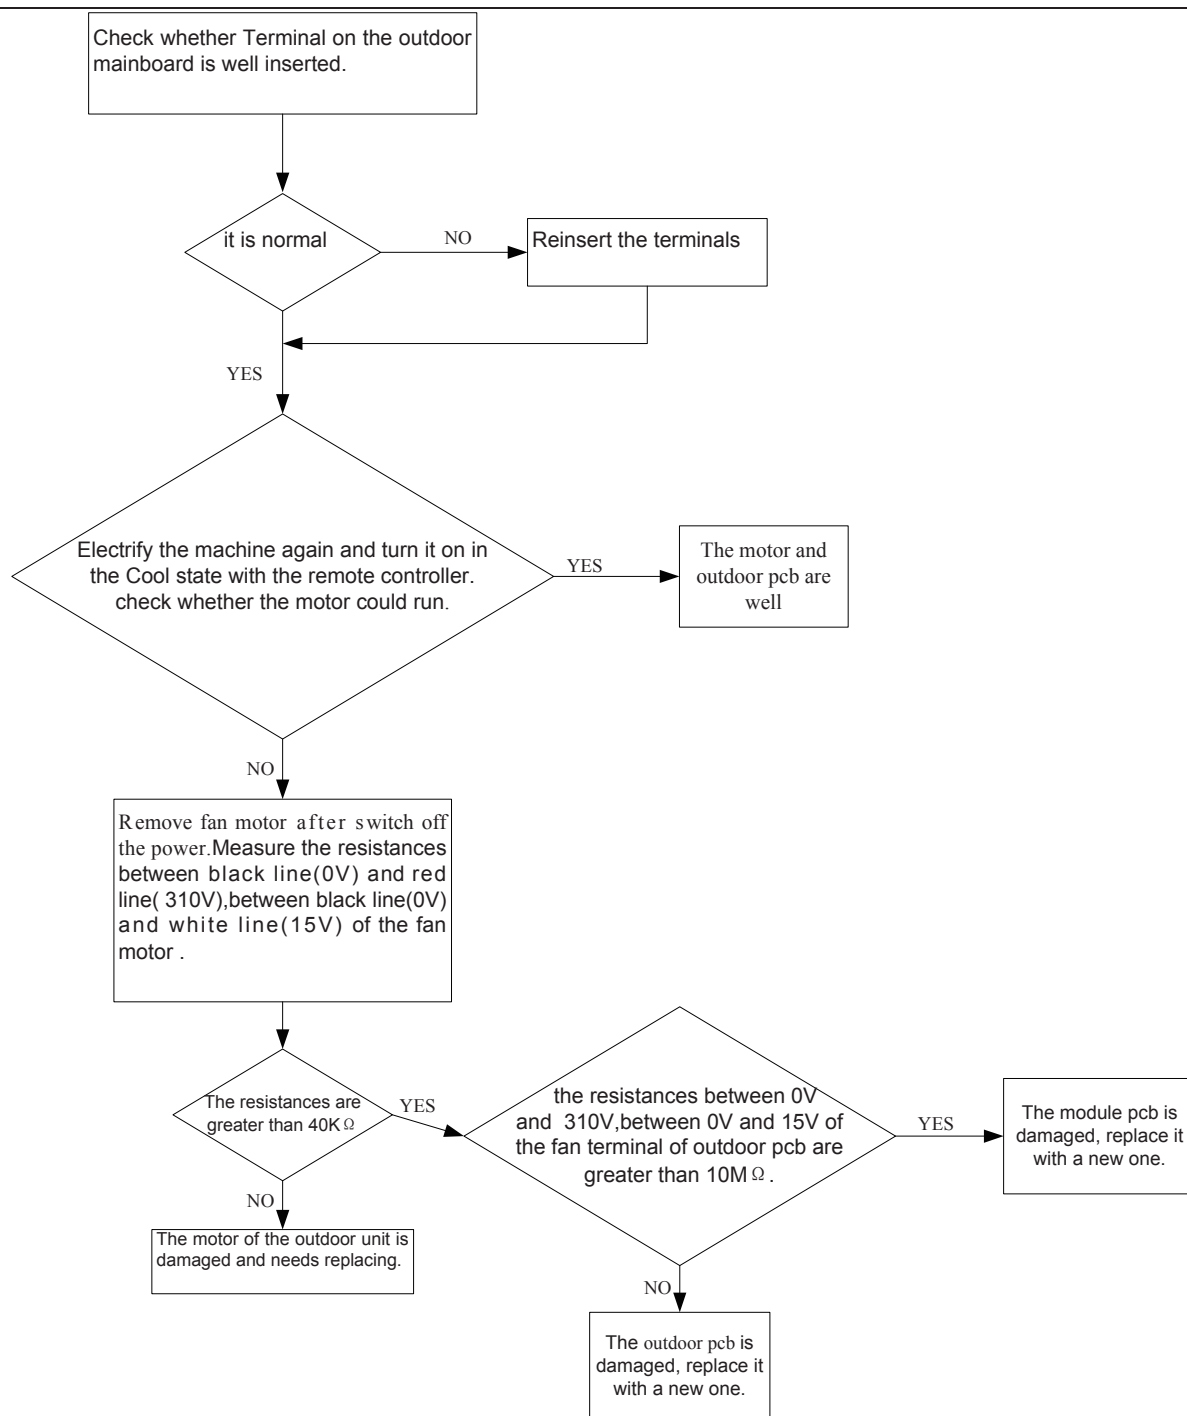 Check whether Terminal on the outdoor
mainboard is well inserted.
it is normal
NO
Reinsert the terminals
YES
Electrify the machine again and turn it on in
the Cool state with the remote controller.
check whether the motor could run.
YES
The motor and
outdoor pcb are
well
NO
Remove fan motor after switch off
the power.Measure the resistances
between black line(0V) and red
line( 310V),between black line(0V)
and white line(15V) of the fan
motor .
The resistances are
greater than 40KΩ
YES
the resistances between 0V
and 310V,between 0V and 15V of
the fan terminal of outdoor pcb are
greater than 10MΩ.
YES
The module pcb is
damaged, replace it
with a new one.
NO
The motor of the outdoor unit is
damaged and needs replacing.
NO
The outdoor pcb is
damaged, replace it
with a new one.